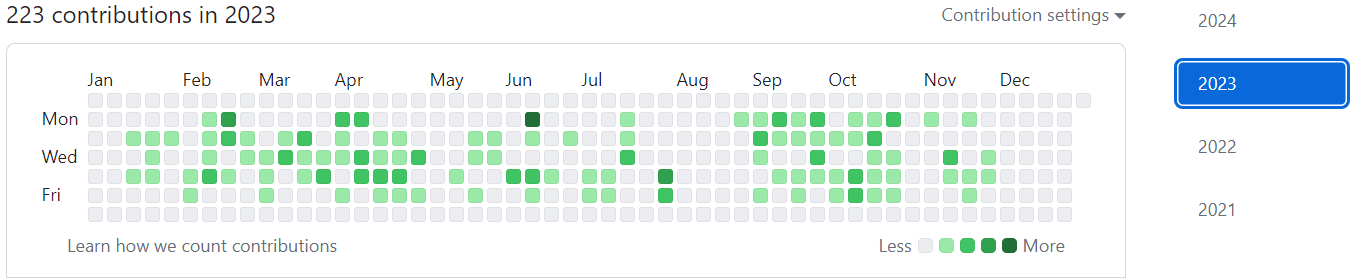 223 contributions in 2023
Contribution settings
2024
2023
2022
2021
Jan Feb Mar Apr May Jun Jul Aug Sep Oct Nov Dec
Mon
Wed
Fri
Learn how we count contributions
Less More